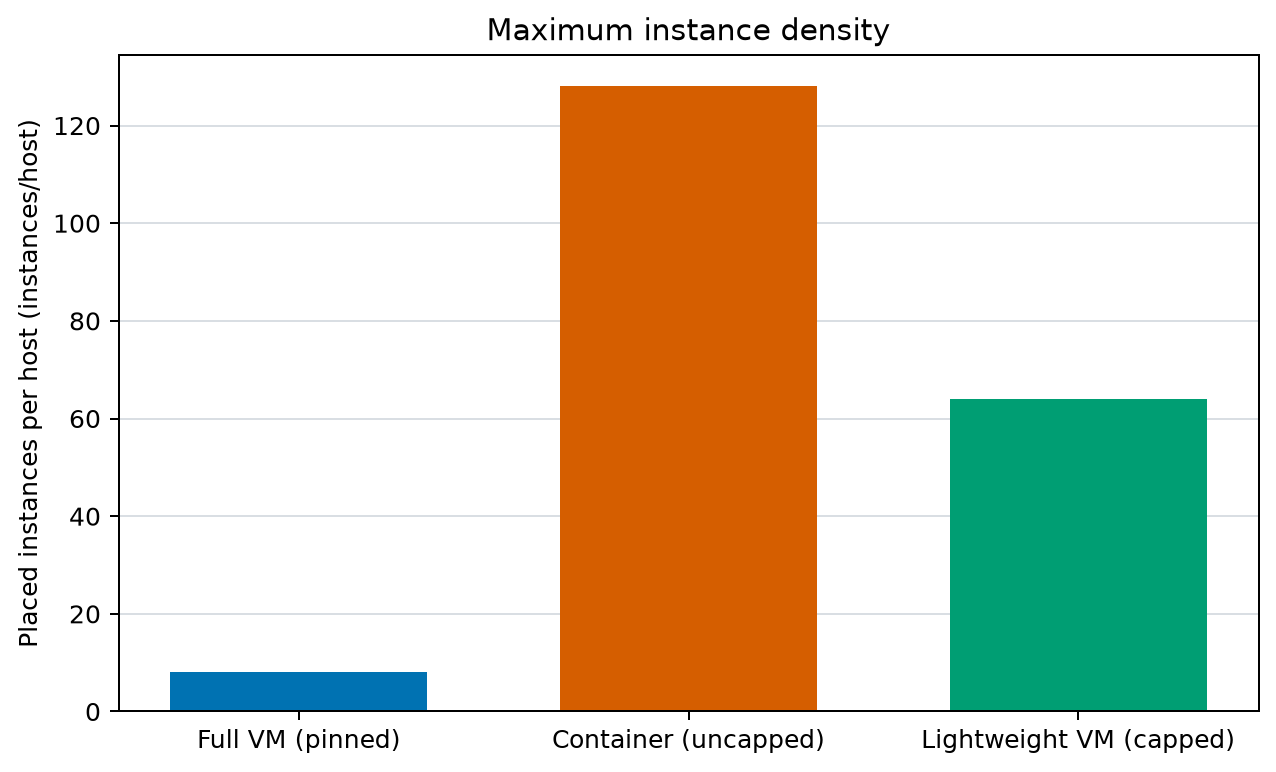 Maximum instance density
Placed instances per host (instances/host)
120
100
80
60
40
20
0
Full VM (pinned)
Container (uncapped)
Lightweight VM (capped)